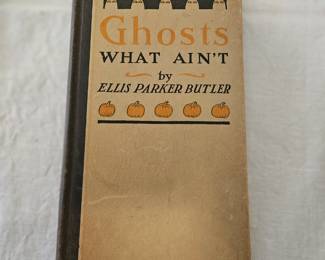 Ghosts
WHAT AIN'T
by
ELLIS PARKER BUTLER